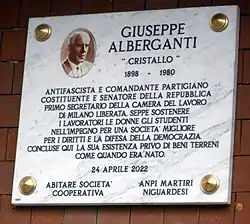 GIUSEPPE
ALBERGANTI
"CRISTALLO"
1898 - 1980
ANTIFASCISTA E COMANDANTE PARTIGIANO
COSTITUENTE E SENATORE DELLA REPUBBLICA
PRIMO SEGRETARIO DELLA CAMERA DEL LAVORO
DI MILANO LIBERATA. SEPPE SOSTENERE
I LAVORATORI LE DONNE GLI STUDENTI
NELL'IMPEGNO PER UNA SOCIETA' MIGLIORE
PER I DIRITTI E LA DIFESA DELLA DEMOCRAZIA.
CONCLUSE QUI LA SUA ESISTENZA PRIVO DI BENI TERRENI
COME QUANDO ERA NATO.
24 APRILE 2022
ABITARE SOCIETA' ANPI MARTIRI
COOPERATIVA NIGUARDESI